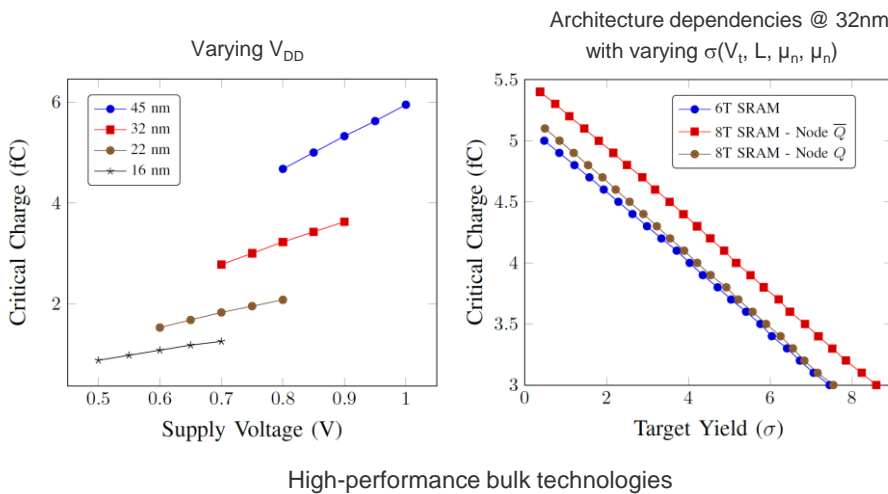 Varying V_DD
Critical Charge (fC)
6
4
2
45 nm
32 nm
22 nm
16 nm
0.5 0.6 0.7 0.8 0.9 1
Supply Voltage (V)
Architecture dependencies @ 32nm
with varying σ(V_t, L, μ_n, μ_n)
Critical Charge (fC)
5.5
5
4.5
4
3.5
3
6T SRAM
8T SRAM - Node Q̅
8T SRAM - Node Q
0 2 4 6 8
Target Yield (σ)
High-performance bulk technologies